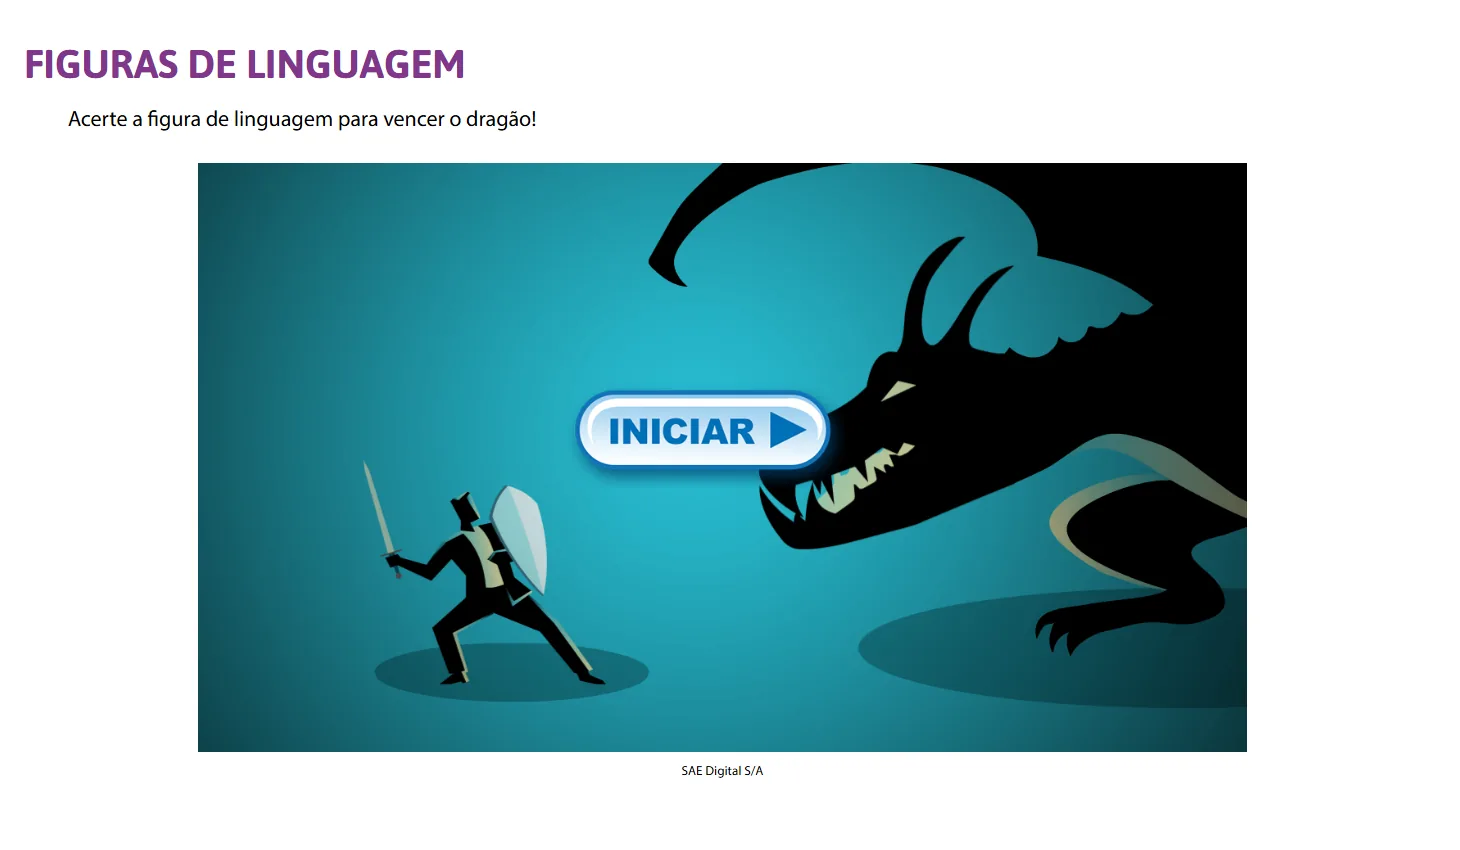 FIGURAS DE LINGUAGEM
Acerte a figura de linguagem para vencer o dragão!
INICIAR
SAE Digital S/A